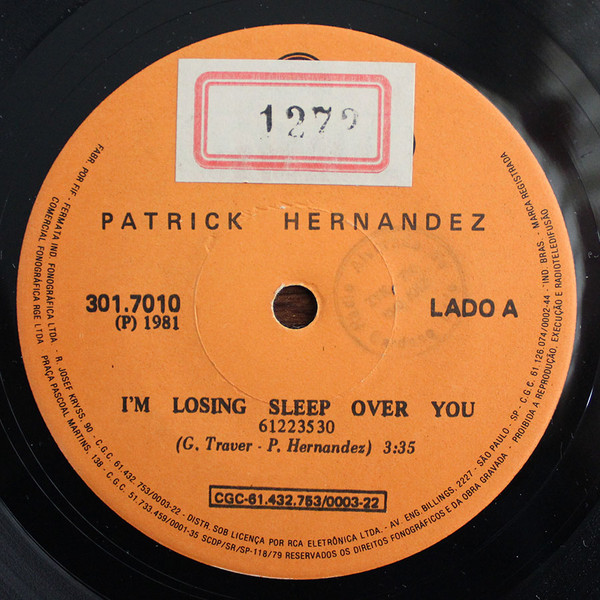 1279
PATRICK HERNANDEZ
301.7010
(P) 1981
LADO A
I'M LOSING SLEEP OVER YOU
61223530
(G. Traver - P. Hernandez) 3:35
CGC-61.432.753/0003-22
FABR. POR FIF - FERMATA IND. FONOGRÁFICA LTDA. - R. JOSEF KRYSS, 90 - C.G.C. 61.432.753/0003-22 - DISTR. SOB LICENÇA POR RCA ELETRÔNICA LTDA. - AV. ENG. BILLINGS, 2227 - SÃO PAULO - SP - C.G.C. 61.126.074/0002-44 - IND. BRAS. - MARCA REGISTRADA
COMERCIAL FONOGRÁFICA RGE LTDA PRAÇA PASCOAL MARTINS, 138 - C.G.C. 51.733.459/0001-35 SCDP/SR/SP-118/79 RESERVADOS OS DIREITOS FONOGRÁFICOS E DA OBRA GRAVADA - PROIBIDA A REPRODUÇÃO, EXECUÇÃO E RADIOTELEDIFUSÃO